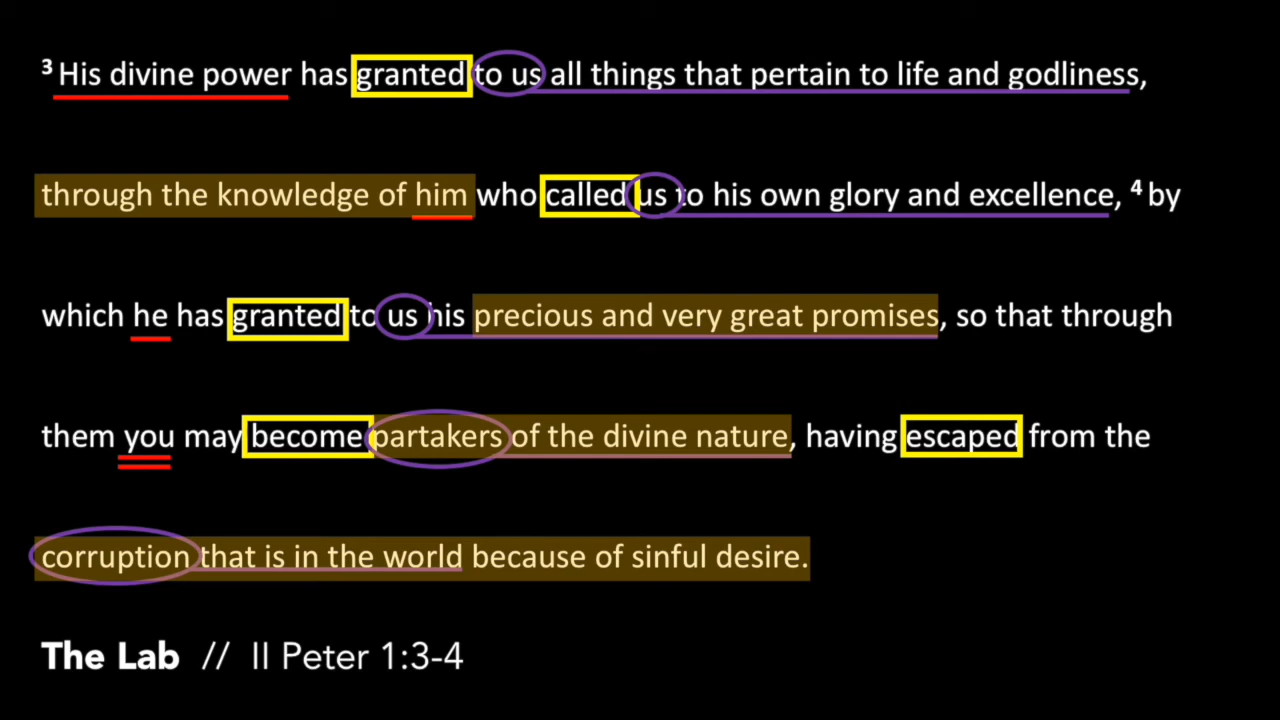 ³ His divine power has granted to us all things that pertain to life and godliness,
through the knowledge of him who called us to his own glory and excellence, ⁴ by
which he has granted to us his precious and very great promises, so that through
them you may become partakers of the divine nature, having escaped from the
corruption that is in the world because of sinful desire.
The Lab // II Peter 1:3-4